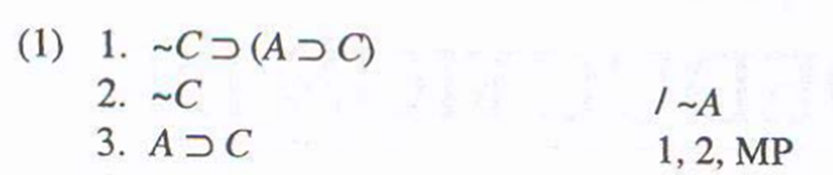 (1) 1. ~C ⊃ (A ⊃ C)
2. ~C / ~A
3. A ⊃ C 1, 2, MP